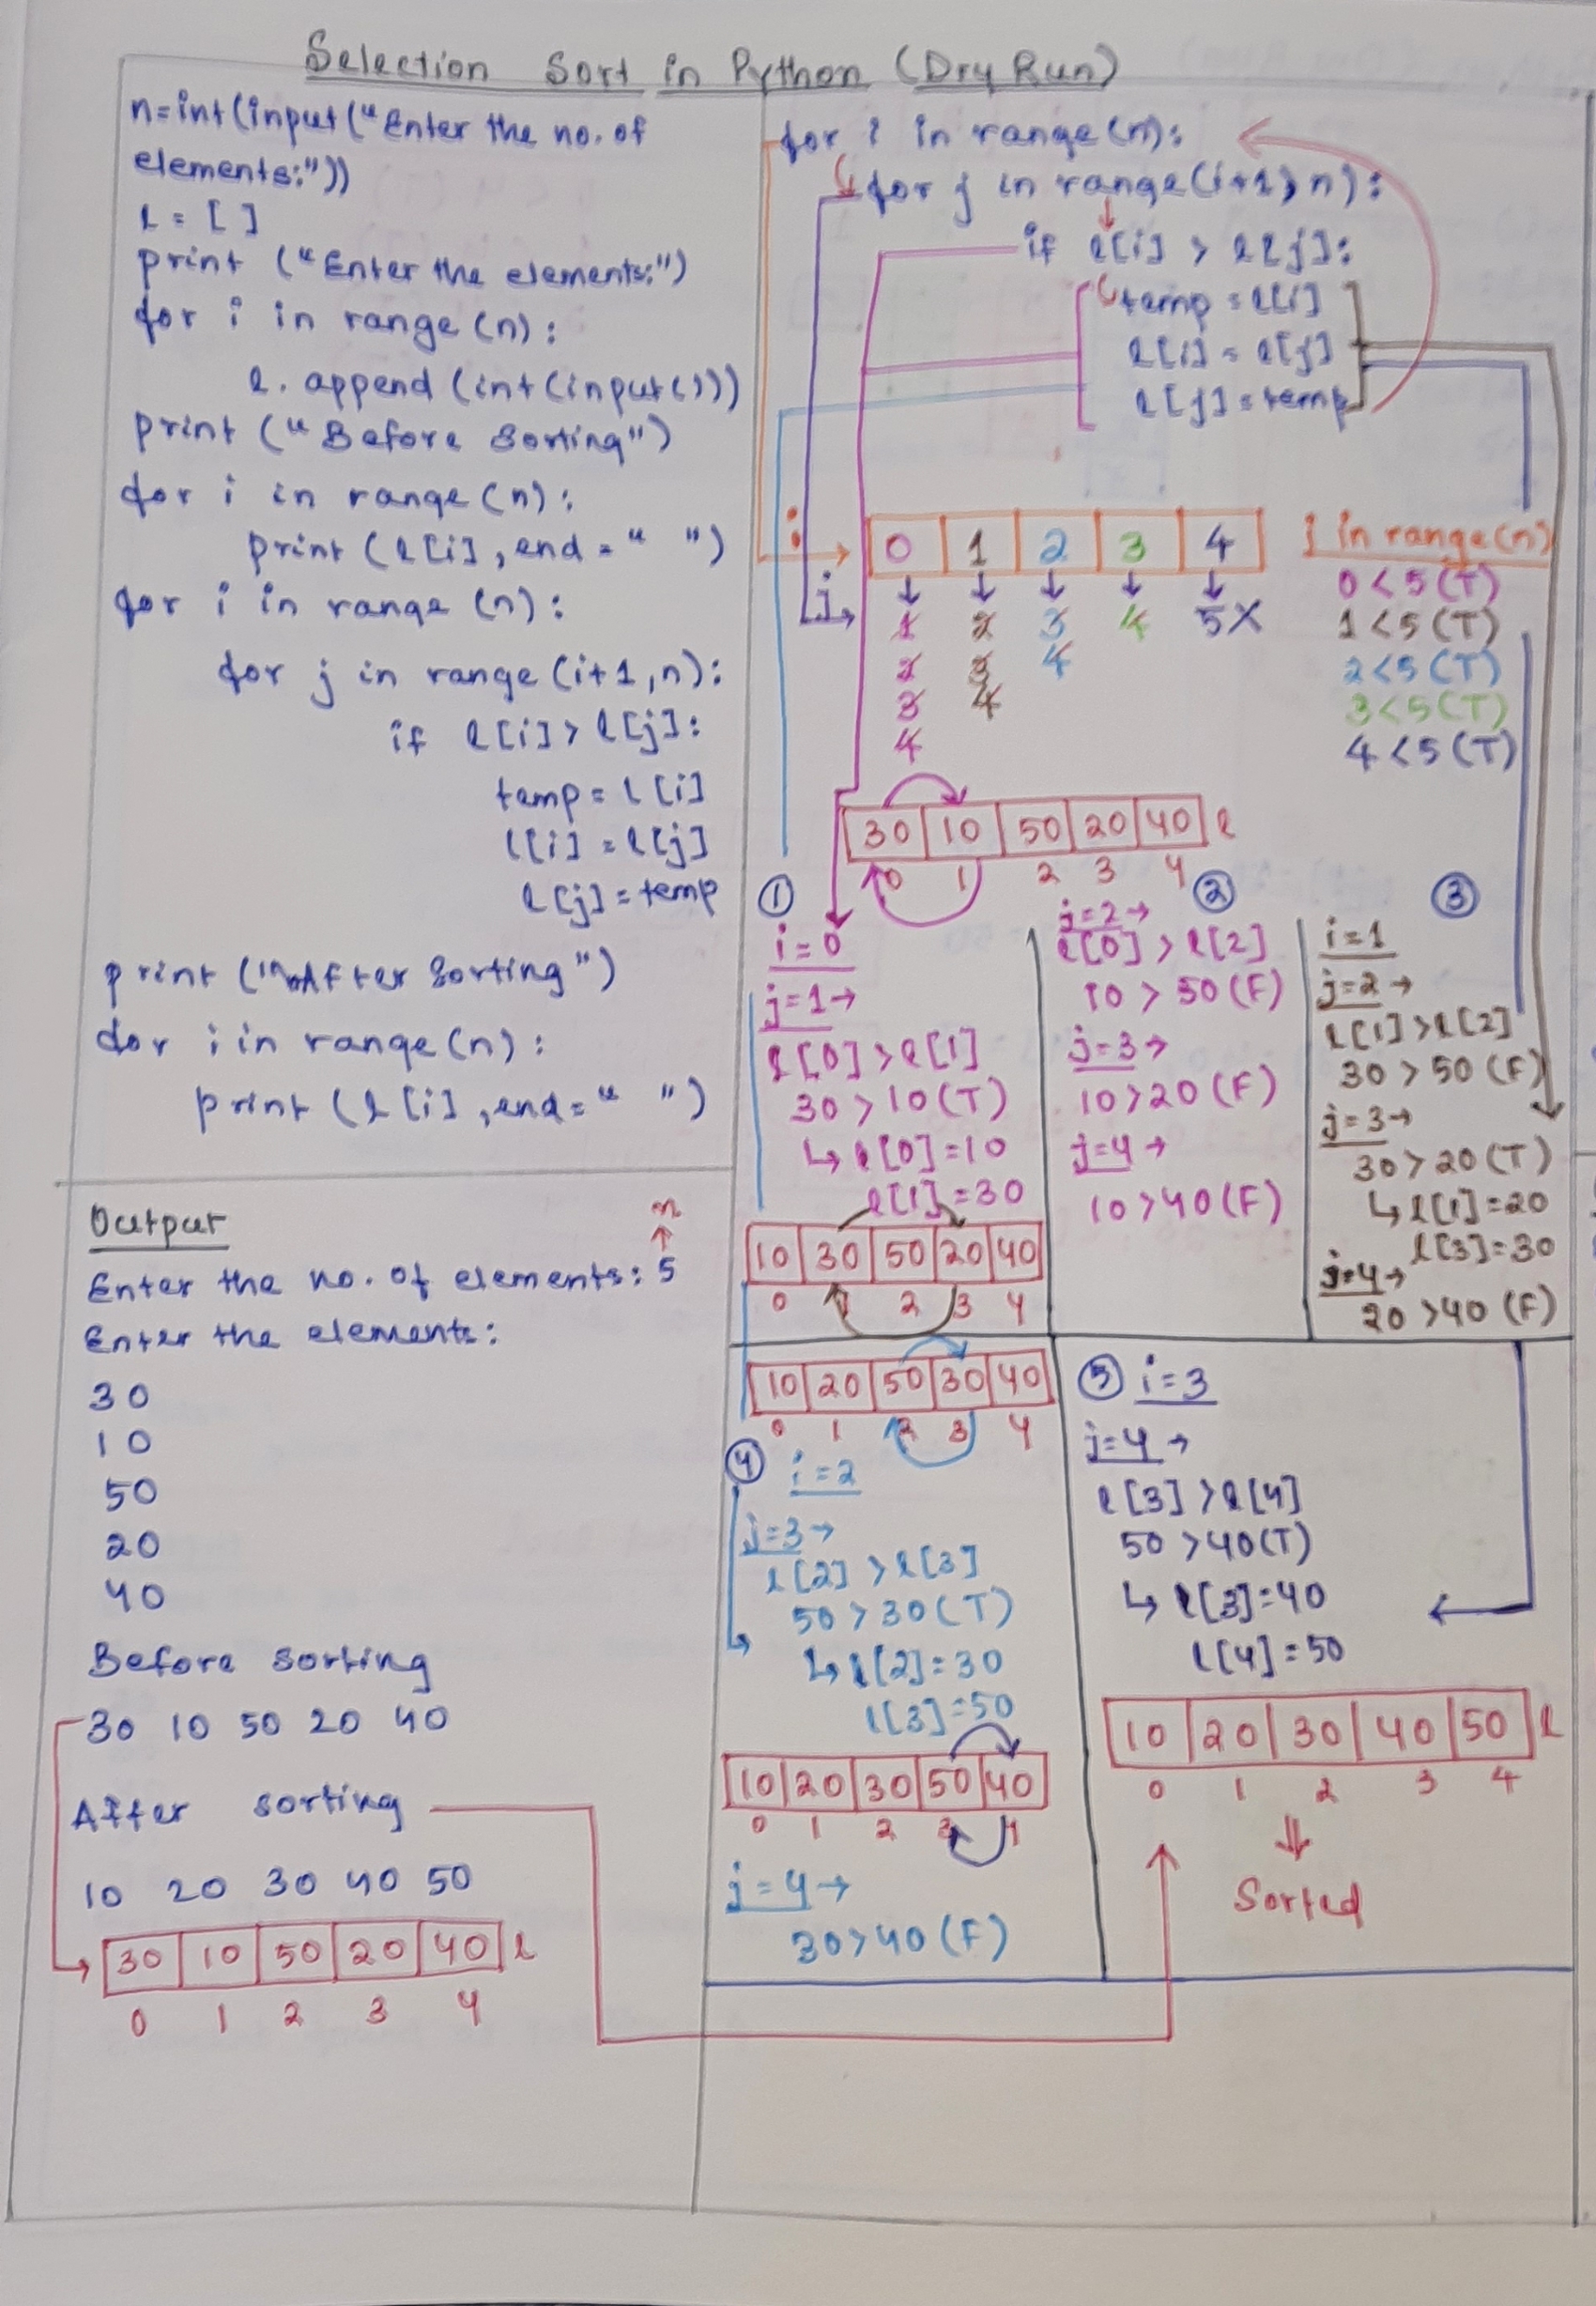 Selection Sort in Python (Dry Run)
n=int(input("Enter the no. of
elements:"))
l = [ ]
print ("Enter the elements:")
for i in range (n):
l. append (int(input()))
print ("Before Sorting")
for i in range (n):
print (l[i], end = " ")
for i in range (n):
for j in range (i+1,n):
if l[i] > l[j]:
temp = l[i]
l[i] = l[j]
l[j] = temp
print ("\nAfter Sorting")
for i in range (n):
print (l[i], end = " ")
Output
n
↑
Enter the no. of elements: 5
Enter the elements:
30
10
50
20
40
Before sorting
30 10 50 20 40
After sorting
10 20 30 40 50
30 10 50 20 40 l
0 1 2 3 4
for i in range (n):
for j in range (i+1, n):
if l[i] > l[j]:
temp = l[i]
l[i] = l[j]
l[j] = temp
i → 0 1 2 3 4
↓ ↓ ↓ ↓ ↓
j → 1 2 3 4 5X
2 3 4
3 4
4
i in range(n)
0 < 5 (T)
1 < 5 (T)
2 < 5 (T)
3 < 5 (T)
4 < 5 (T)
30 10 50 20 40 l
0 1 2 3 4
①
i = 0
j = 1 →
l[0] > l[1]
30 > 10 (T)
↳ l[0] = 10
l[1] = 30
10 30 50 20 40
0 1 2 3 4
②
j = 2 →
l[0] > l[2]
10 > 50 (F)
j = 3 →
10 > 20 (F)
j = 4 →
10 > 40 (F)
③
i = 1
j = 2 →
l[1] > l[2]
30 > 50 (F)
j = 3 →
30 > 20 (T)
↳ l[1] = 20
l[3] = 30
j = 4 →
20 > 40 (F)
10 20 50 30 40
0 1 2 3 4
④ i = 2
j = 3 →
l[2] > l[3]
50 > 30 (T)
↳ l[2] = 30
l[3] = 50
10 20 30 50 40
0 1 2 3 4
j = 4 →
30 > 40 (F)
⑤ i = 3
j = 4 →
l[3] > l[4]
50 > 40 (T)
↳ l[3] = 40
l[4] = 50
10 20 30 40 50 l
0 1 2 3 4
⇓
Sorted